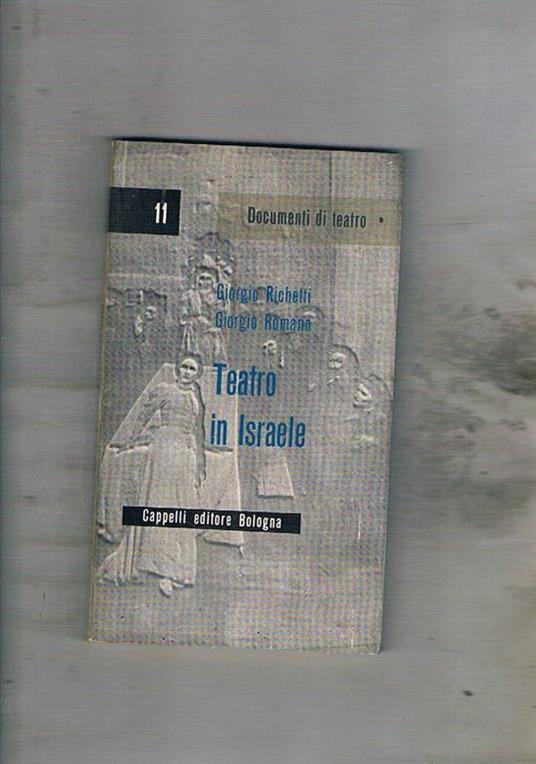 11
Documenti di teatro •
Giorgio Richetti
Giorgio Romano
Teatro
in Israele
Cappelli editore Bologna